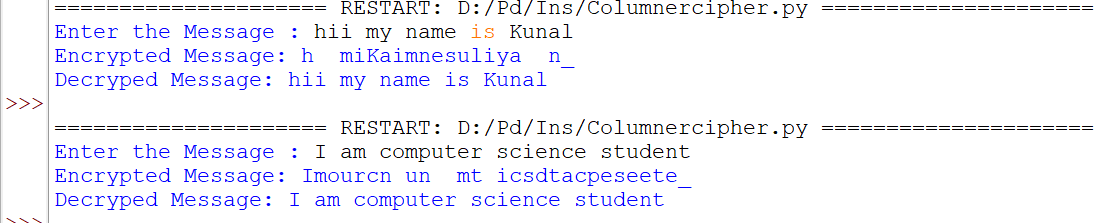 ===================== RESTART: D:/Pd/Ins/Columnercipher.py =====================
Enter the Message : hii my name is Kunal
Encrypted Message: h  miKaimnesuliya  n_
Decryped Message: hii my name is Kunal
>>>
===================== RESTART: D:/Pd/Ins/Columnercipher.py =====================
Enter the Message : I am computer science student
Encrypted Message: Imourcn un  mt icsdtacpeseete_
Decryped Message: I am computer science student
>>>